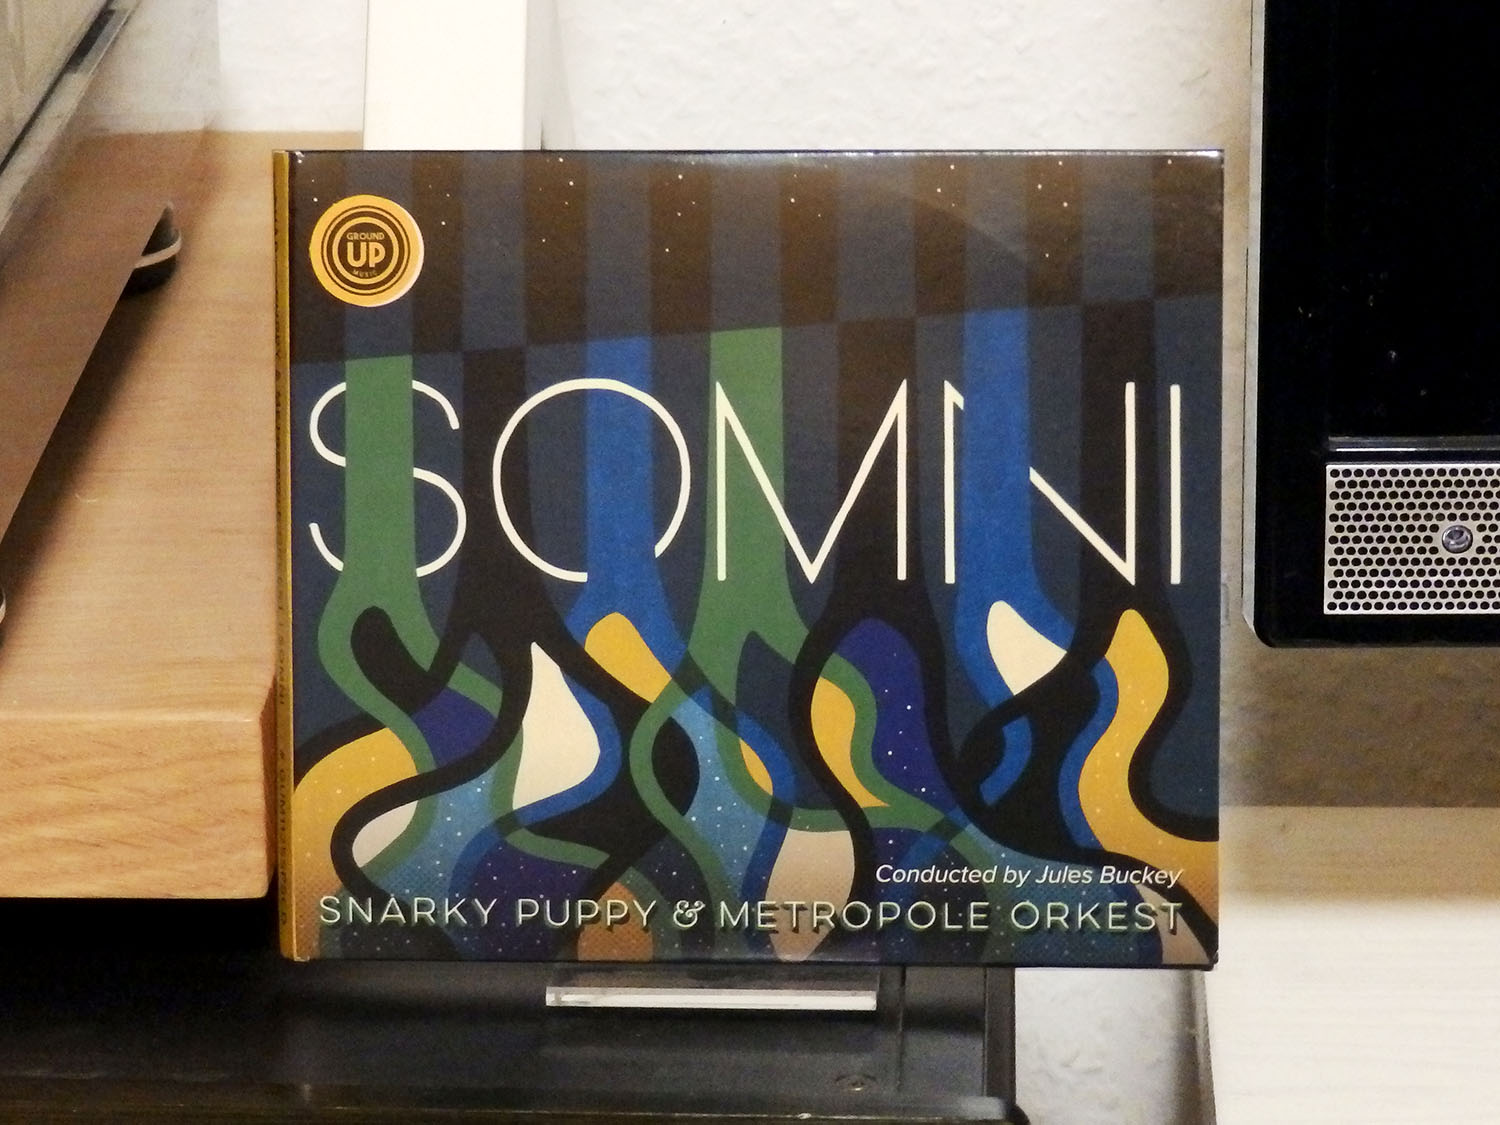 GROUND
UP
MUSIC
SOMNI
Conducted by Jules Buckey
SNARKY PUPPY & METROPOLE ORKEST